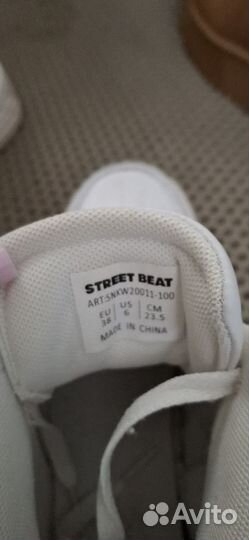 STREET BEAT
ART:SNKW20011-100
EU US CM
38 6 23.5
MADE IN CHINA
Avito